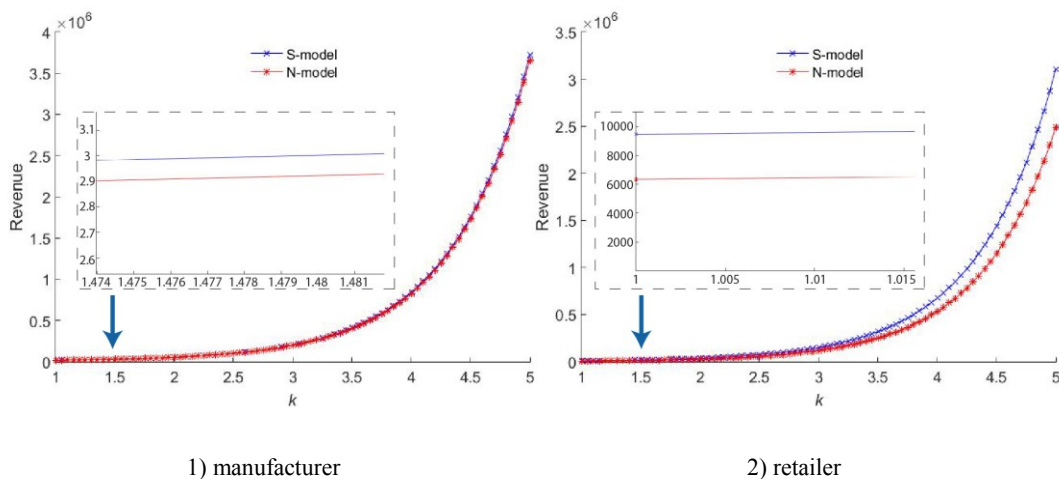 ×10⁶
4
3.5
3
2.5
2
1.5
1
0.5
0
Revenue
S-model
N-model
3.1
3
2.9
2.8
2.7
2.6
1.474 1.475 1.476 1.477 1.478 1.479 1.48 1.481
1 1.5 2 2.5 3 3.5 4 4.5 5
k
1) manufacturer
×10⁶
3.5
3
2.5
2
1.5
1
0.5
0
Revenue
S-model
N-model
10000
8000
6000
4000
2000
1 1.005 1.01 1.015
1 1.5 2 2.5 3 3.5 4 4.5 5
k
2) retailer